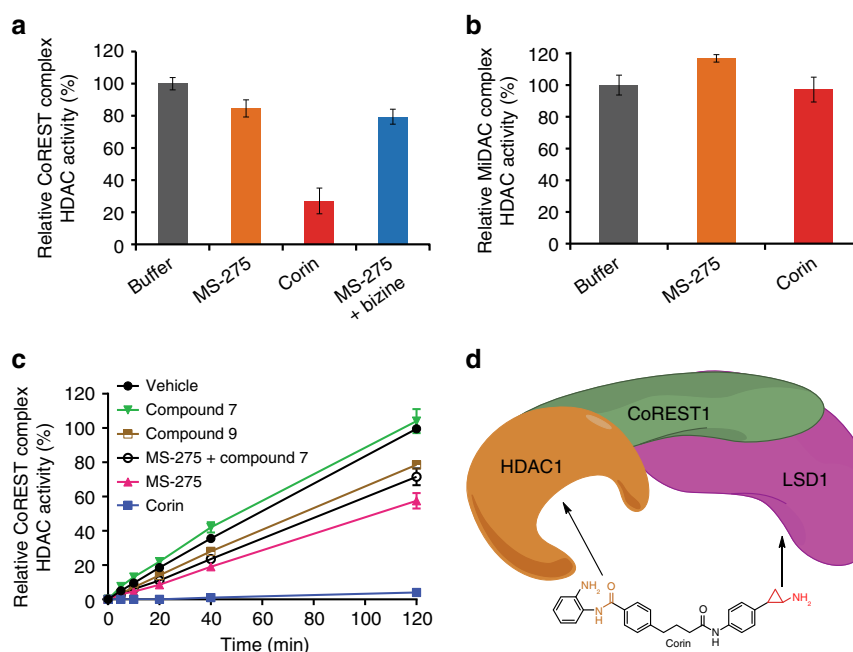 a
Relative CoREST complex
HDAC activity (%)
120
100
80
60
40
20
0
Buffer
MS-275
Corin
MS-275
+ bizine
b
Relative MiDAC complex
HDAC activity (%)
120
100
80
60
40
20
0
Buffer
MS-275
Corin
c
Relative CoREST complex
HDAC activity (%)
120
100
80
60
40
20
0
Vehicle
Compound 7
Compound 9
MS-275 + compound 7
MS-275
Corin
0 20 40 60 80 100 120
Time (min)
d
CoREST1
HDAC1
LSD1
NH2
O
N
H
O
N
H
NH2
Corin